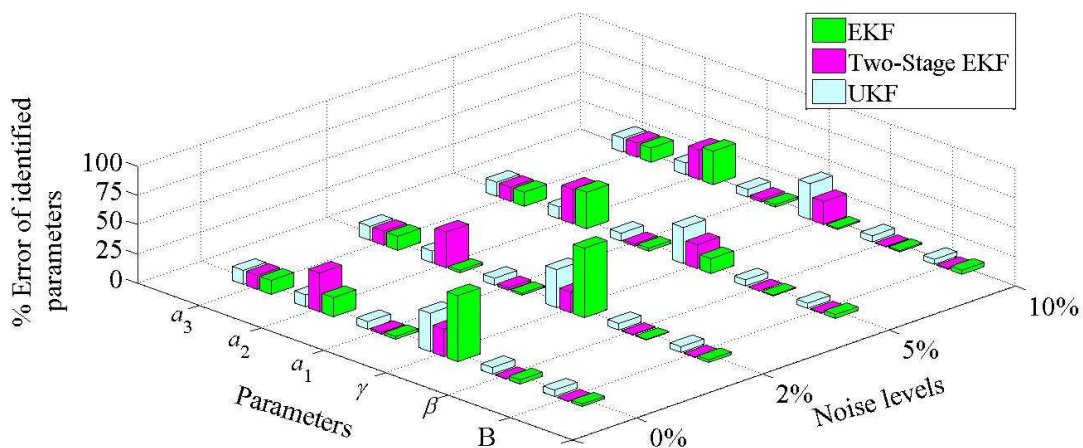 EKF
Two-Stage EKF
UKF
% Error of identified
parameters
100
75
50
25
0
a3
a2
a1
γ
β
B
Parameters
0%
2%
5%
10%
Noise levels